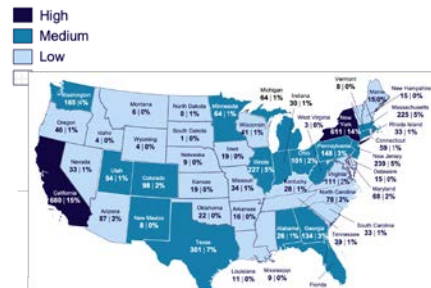 High
Medium
Low
Washington
165 | 4%
Oregon
46 | 1%
California
680 | 15%
Nevada
33 | 1%
Idaho
4 | 0%
Montana
6 | 0%
Wyoming
4 | 0%
Utah
54 | 1%
Colorado
98 | 2%
Arizona
87 | 2%
New Mexico
8 | 0%
North Dakota
South Dakota
1 | 0%
Nebraska
9 | 0%
Kansas
19 | 0%
Oklahoma
22 | 0%
Texas
301 | 7%
Minnesota
64 | 1%
Iowa
19 | 0%
Missouri
34 | 1%
Arkansas
16 | 0%
Louisiana
11 | 0%
Wisconsin
41 | 1%
Illinois
227 | 5%
Michigan
64 | 1%
Indiana
30 | 1%
Ohio
101 | 2%
Kentucky
28 | 1%
Tennessee
39 | 1%
Mississippi
9 | 0%
Alabama
26 | 1%
Georgia
134 | 3%
Florida
South Carolina
33 | 1%
North Carolina
78 | 2%
Virginia
111 | 2%
West Virginia
3 | 0%
Pennsylvania
148 | 3%
New York
611 | 14%
Vermont
8 | 0%
Maine
15|0%
New Hampshire
15 | 0%
Massachusetts
225 | 5%
Rhode Island
33 | 1%
Connecticut
59 | 1%
New Jersey
239 | 5%
Delaware
15 | 0%
Maryland
68 | 2%